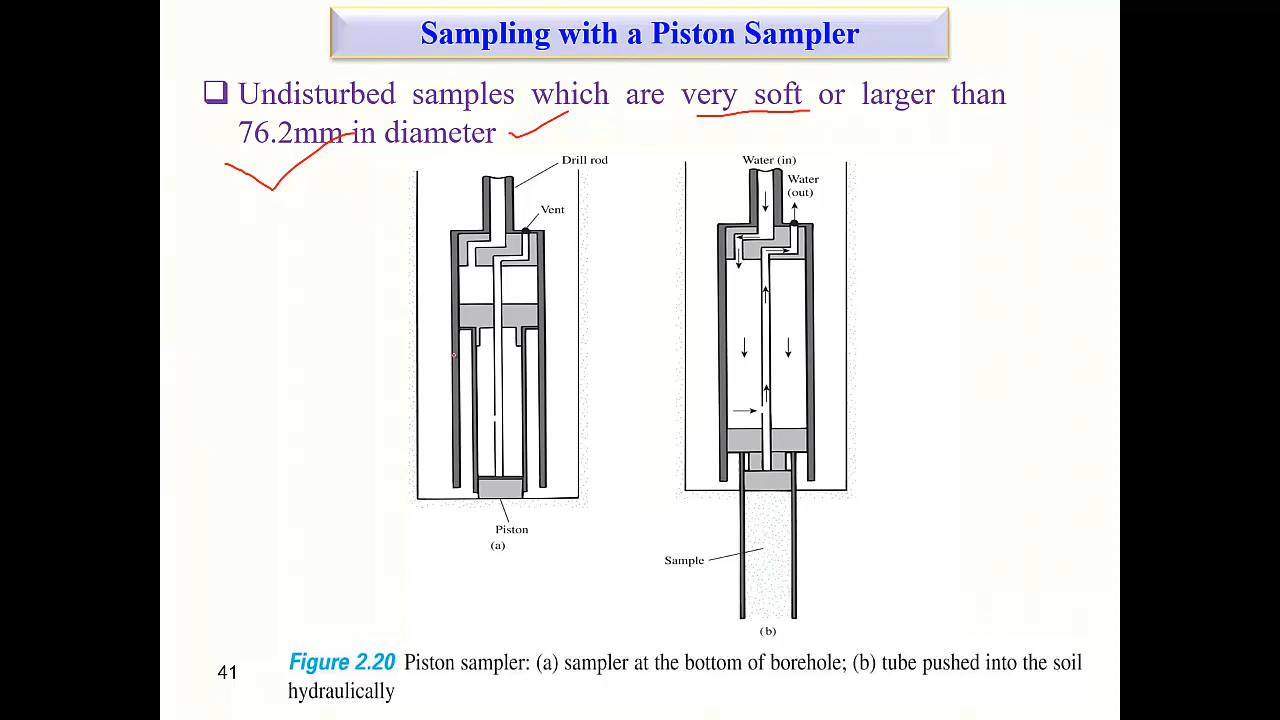 Sampling with a Piston Sampler
❑ Undisturbed samples which are very soft or larger than
76.2mm in diameter
Drill rod
Vent
Piston
(a)
Water (in)
Water
(out)
Sample
(b)
Figure 2.20 Piston sampler: (a) sampler at the bottom of borehole; (b) tube pushed into the soil
hydraulically
41